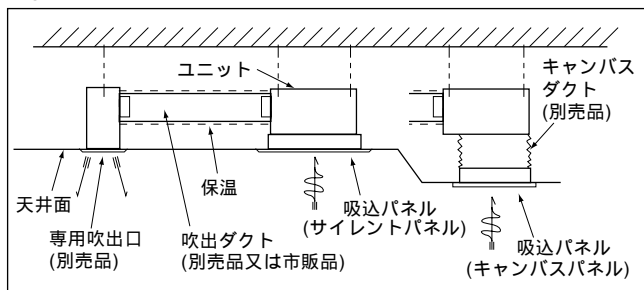 ユニット
キャンバス
ダクト
(別売品)
天井面
保温
専用吹出口
(別売品)
吹出ダクト
(別売品又は市販品)
吸込パネル
(サイレントパネル)
吸込パネル
(キャンバスパネル)